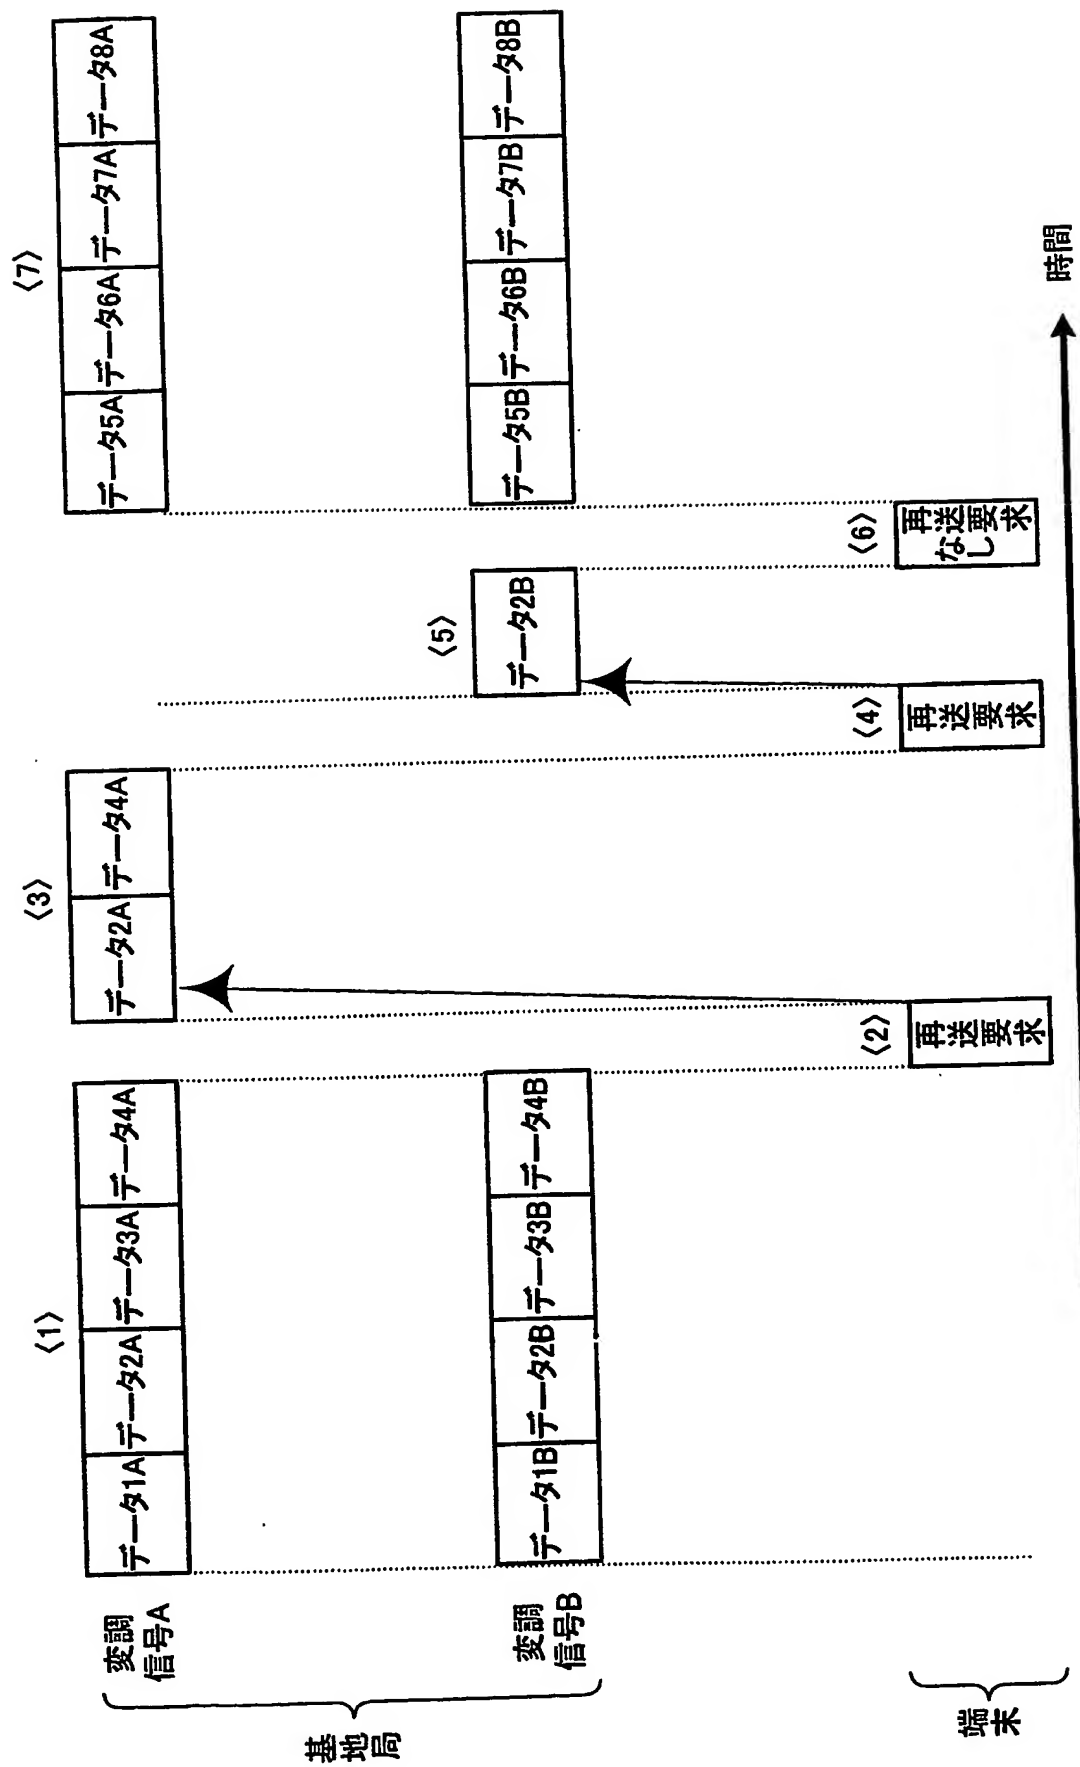 基地局
変調
信号A
変調
信号B
端末
〈1〉
データ1A
データ2A
データ3A
データ4A
データ1B
データ2B
データ3B
データ4B
〈2〉
再送要求
〈3〉
データ2A
データ4A
〈4〉
再送要求
〈5〉
データ2B
〈6〉
再送要求
なし
〈7〉
データ5A
データ6A
データ7A
データ8A
データ5B
データ6B
データ7B
データ8B
時間